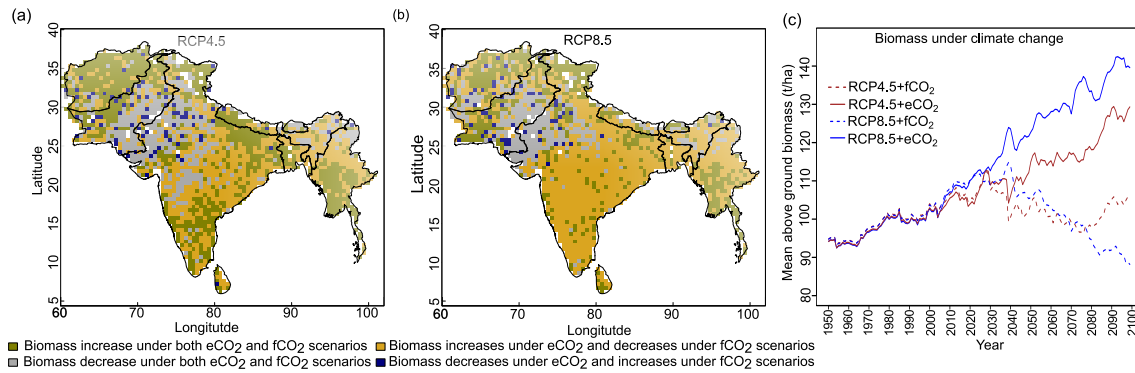 (a)
RCP4.5
40
35
30
25
20
15
10
5
Latitude
60
70
80
90
100
Longitutde
(b)
RCP8.5
40
35
30
25
20
15
10
5
Latitude
60
70
80
90
100
Longitutde
(c)
Biomass under climate change
RCP4.5+fCO₂
RCP4.5+eCO₂
RCP8.5+fCO₂
RCP8.5+eCO₂
Mean above ground biomass (t/ha)
140
130
120
110
100
90
80
1950
1960
1970
1980
1990
2000
2010
2020
2030
2040
2050
2060
2070
2080
2090
2100
Year
Biomass increase under both eCO₂ and fCO₂ scenarios
Biomass increases under eCO₂ and decreases under fCO₂ scenarios
Biomass decrease under both eCO₂ and fCO₂ scenarios
Biomass decreases under eCO₂ and increases under fCO₂ scenarios